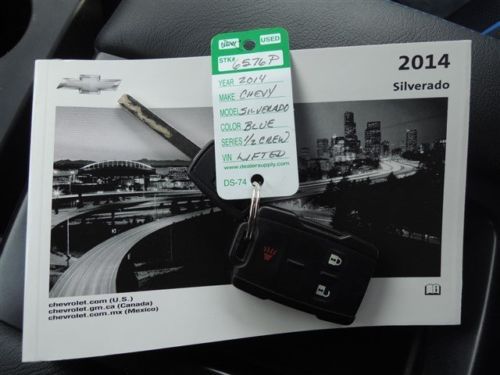 USED
STK# 6576P
YEAR 2014
MAKE CHEVY
MODEL SILVERADO
COLOR BLUE
SERIES 1/2 CREW
VIN LIFTED
www.dealersupply.com
DS-74
2014
Silverado
chevrolet.com (U.S.)
chevrolet.gm.ca (Canada)
chevrolet.com.mx (Mexico)